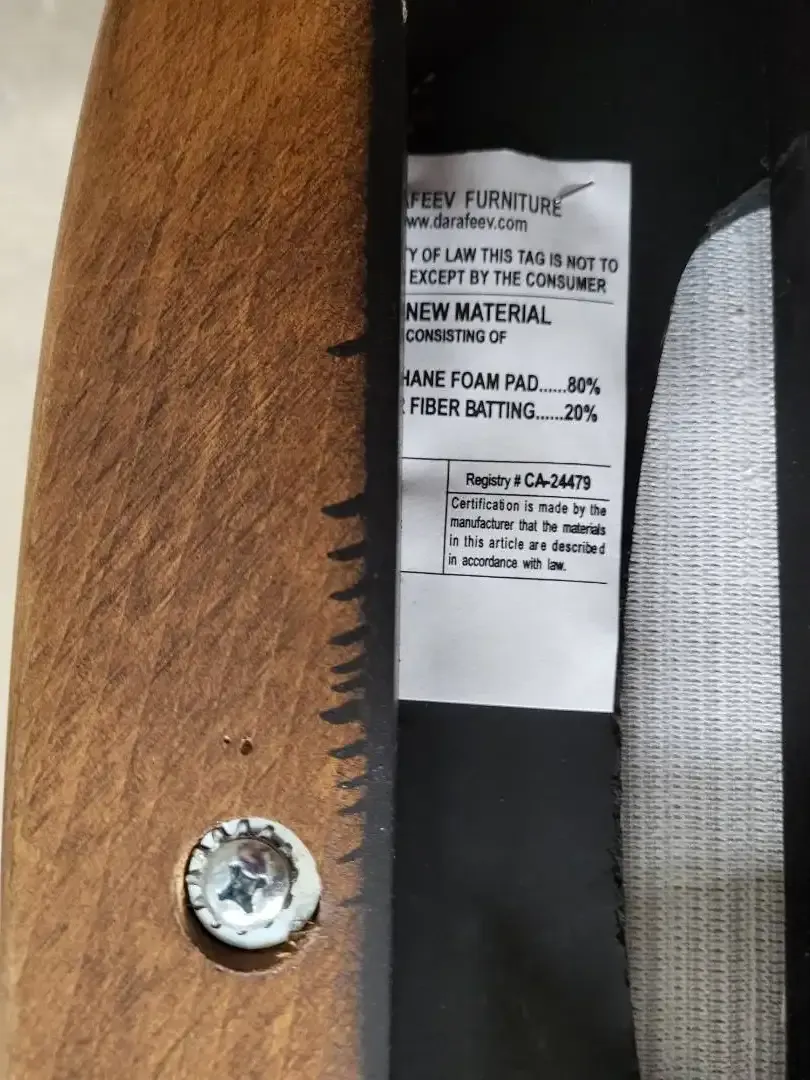 AFEEV FURNITURE
www.darafeev.com
Y OF LAW THIS TAG IS NOT TO
EXCEPT BY THE CONSUMER
NEW MATERIAL
CONSISTING OF
HANE FOAM PAD......80%
R FIBER BATTING......20%
Registry # CA-24479
Certification is made by the
manufacturer that the materials
in this article are described
in accordance with law.